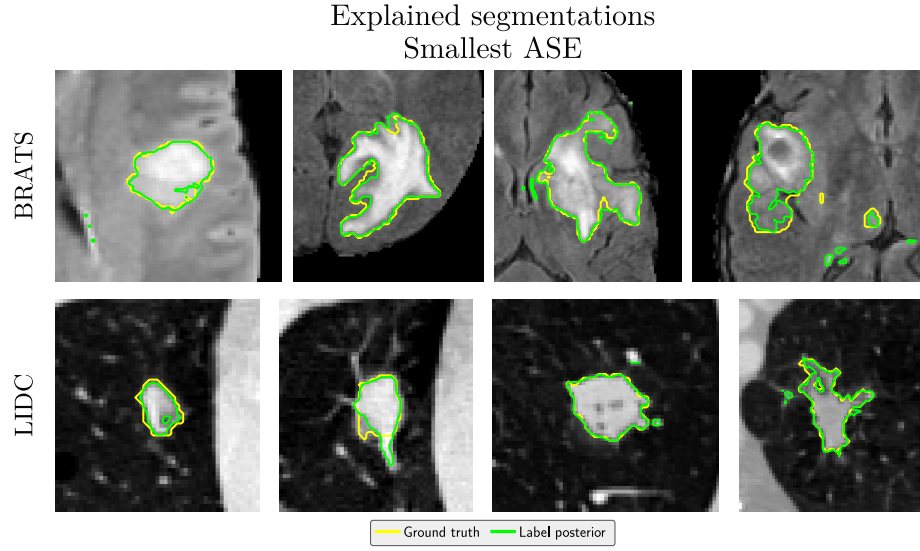 Explained segmentations
Smallest ASE
BRATS
LIDC
Ground truth
Label posterior